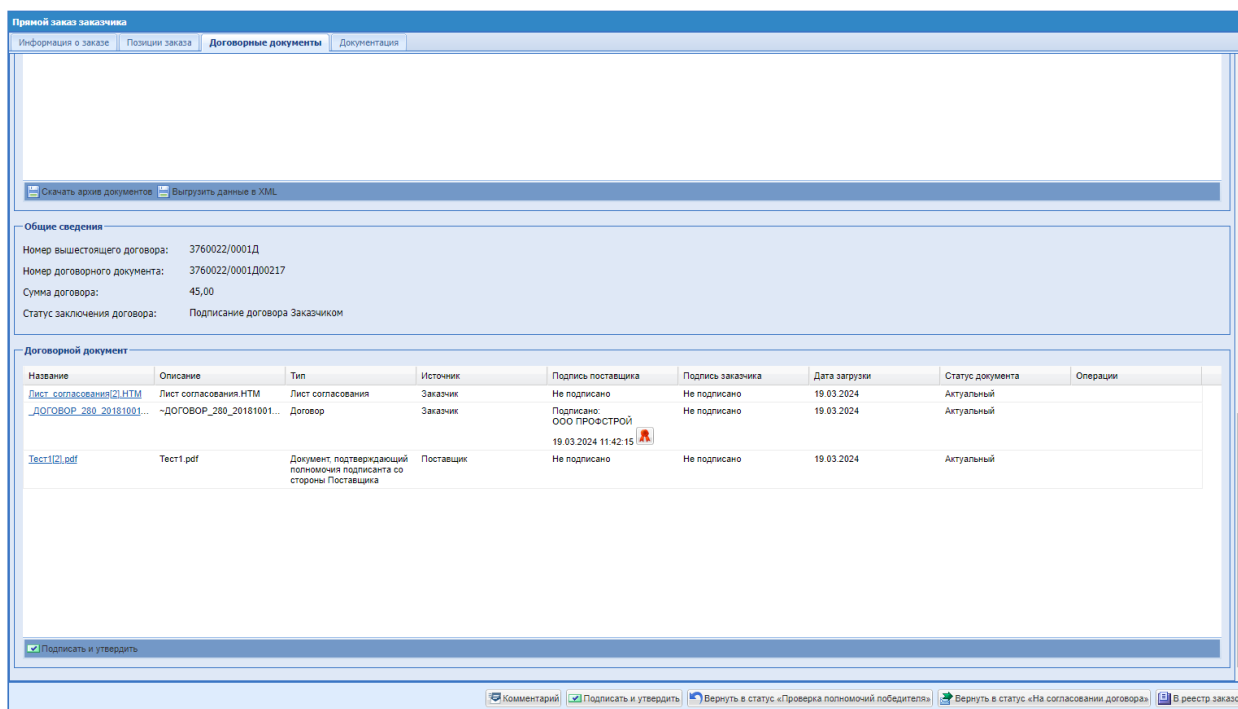 Прямой заказ заказчика
Информация о заказе Позиции заказа Договорные документы Документация
Скачать архив документов Выгрузить данные в XML
Общие сведения
Номер вышестоящего договора: 3760022/0001Д
Номер договорного документа: 3760022/0001Д00217
Сумма договора: 45,00
Статус заключения договора: Подписание договора Заказчиком
Договорной документ
Название Описание Тип Источник Подпись поставщика Подпись заказчика Дата загрузки Статус документа Операции
Лист_согласования[2].HTM Лист согласования.HTM Лист согласования Заказчик Не подписано Не подписано 19.03.2024 Актуальный
_ДОГОВОР_280_20181001... ~ДОГОВОР_280_20181001... Договор Заказчик Подписано: Не подписано 19.03.2024 Актуальный
ООО ПРОФСТРОЙ
19.03.2024 11:42:15
Тест1[2].pdf Тест1.pdf Документ, подтверждающий Поставщик Не подписано Не подписано 19.03.2024 Актуальный
полномочия подписанта со
стороны Поставщика
Подписать и утвердить
Комментарий Подписать и утвердить Вернуть в статус «Проверка полномочий победителя» Вернуть в статус «На согласовании договора» В реестр заказо